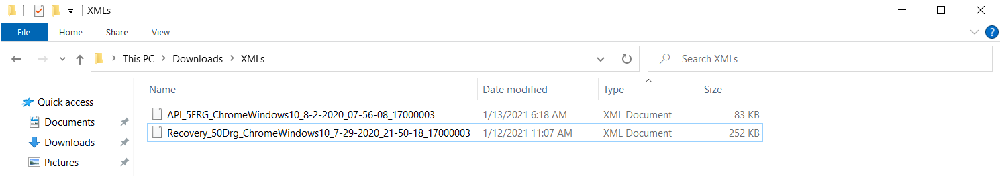 XMLs
File Home Share View ?
This PC Downloads XMLs Search XMLs
Name Date modified Type Size
Quick access
API_5FRG_ChromeWindows10_8-2-2020_07-56-08_17000003 1/13/2021 6:18 AM XML Document 83 KB
Documents
Recovery_50Drg_ChromeWindows10_7-29-2020_21-50-18_17000003 1/12/2021 11:07 AM XML Document 252 KB
Downloads
Pictures